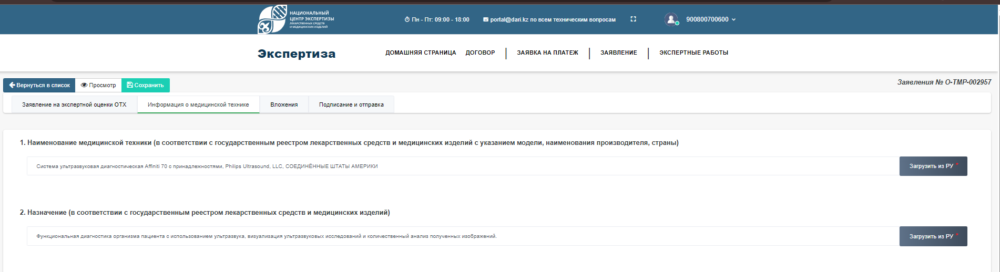 НАЦИОНАЛЬНЫЙ
ЦЕНТР ЭКСПЕРТИЗЫ
ЛЕКАРСТВЕННЫХ СРЕДСТВ
И МЕДИЦИНСКИХ ИЗДЕЛИЙ
Пн - Пт: 09:00 - 18:00 portal@dari.kz по всем техническим вопросам 900800700600
Экспертиза ДОМАШНЯЯ СТРАНИЦА ДОГОВОР | ЗАЯВКА НА ПЛАТЕЖ | ЗАЯВЛЕНИЕ | ЭКСПЕРТНЫЕ РАБОТЫ
Вернуться в список Просмотр Сохранить Заявления № О-ТМР-002957
Заявление на экспертной оценки ОТХ Информация о медицинской технике Вложения Подписание и отправка
1. Наименование медицинской техники (в соответствии с государственным реестром лекарственных средств и медицинских изделий с указанием модели, наименования производителя, страны)
Система ультразвуковая диагностическая Affiniti 70 с принадлежностями, Philips Ultrasound, LLC, СОЕДИНЁННЫЕ ШТАТЫ АМЕРИКИ Загрузить из РУ *
2. Назначение (в соответствии с государственным реестром лекарственных средств и медицинских изделий)
Функциональная диагностика организма пациента с использованием ультразвука, визуализация ультразвуковых исследований и количественный анализ полученных изображений. Загрузить из РУ *